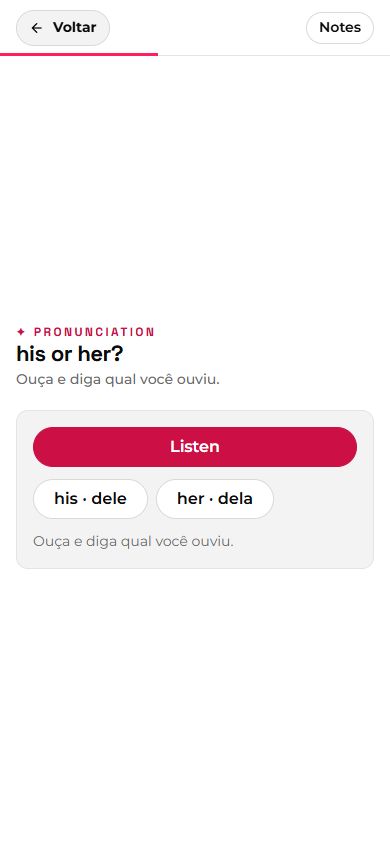 ← Voltar
Notes
✦ PRONUNCIATION
his or her?
Ouça e diga qual você ouviu.
Listen
his · dele
her · dela
Ouça e diga qual você ouviu.